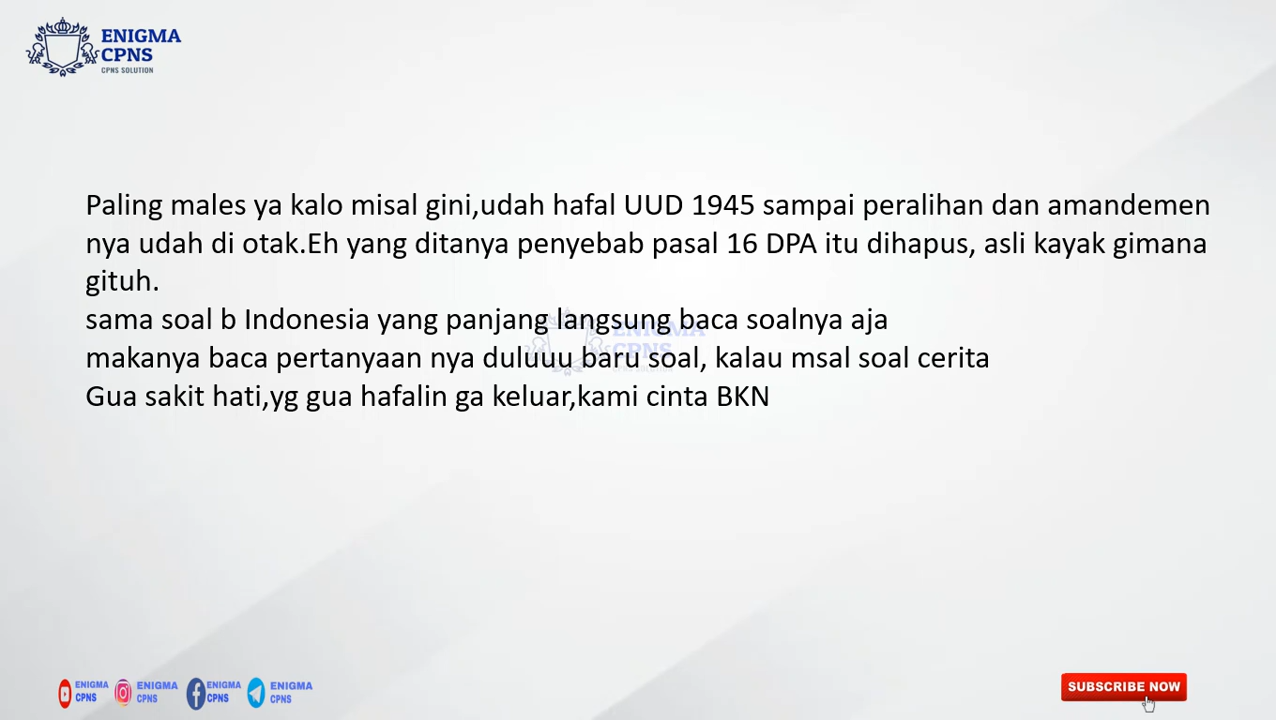 ENIGMA
CPNS
CPNS SOLUTION
Paling males ya kalo misal gini,udah hafal UUD 1945 sampai peralihan dan amandemen
nya udah di otak.Eh yang ditanya penyebab pasal 16 DPA itu dihapus, asli kayak gimana
gituh.
sama soal b Indonesia yang panjang langsung baca soalnya aja
makanya baca pertanyaan nya duluuu baru soal, kalau msal soal cerita
Gua sakit hati,yg gua hafalin ga keluar,kami cinta BKN
ENIGMA
CPNS
ENIGMA CPNS
ENIGMA CPNS
ENIGMA CPNS
ENIGMA CPNS
SUBSCRIBE NOW